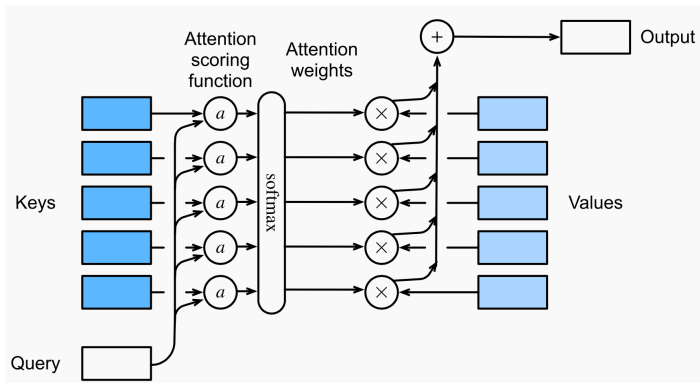 Attention
scoring
function
Attention
weights
+
Output
a
×
a
×
Keys
a
softmax
×
Values
a
×
a
×
Query